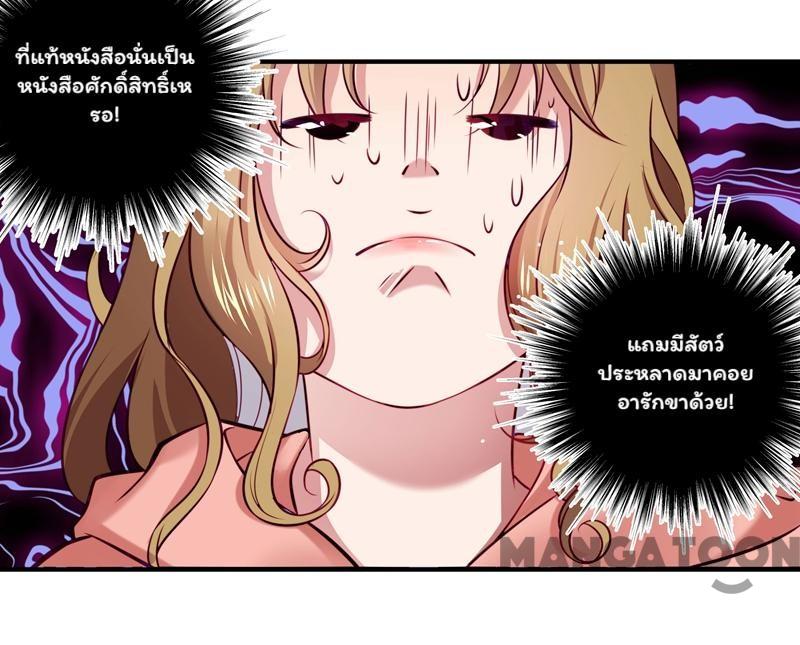 ที่แท้หนังสือนั่นเป็น
หนังสือศักดิ์สิทธิ์เห
รอ!
แถมมีสัตว์
ประหลาดมาคอย
อารักขาด้วย!
MANGATOON